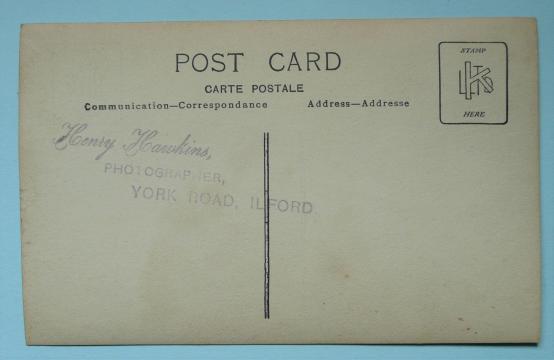 POST CARD
CARTE POSTALE
Communication—Correspondance
Address—Addresse
STAMP
HERE
Henry Hawkins,
PHOTOGRAPHER,
YORK ROAD, ILFORD